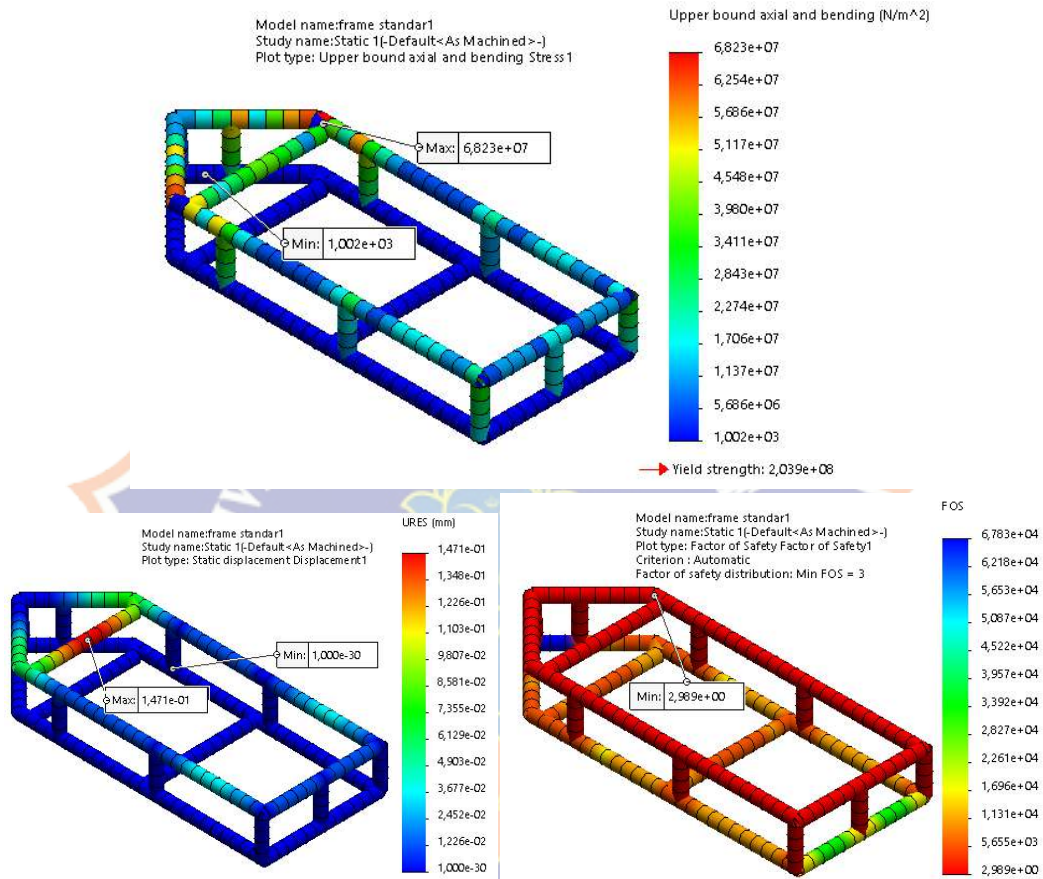 Model name:frame standar1
Study name:Static 1(-Default<As Machined>-)
Plot type: Upper bound axial and bending Stress1
Upper bound axial and bending (N/m^2)
6,823e+07
6,254e+07
5,686e+07
5,117e+07
4,548e+07
3,980e+07
3,411e+07
2,843e+07
2,274e+07
1,706e+07
1,137e+07
5,686e+06
1,002e+03
Yield strength: 2,039e+08
Max: 6,823e+07
Min: 1,002e+03
Model name:frame standar1
Study name:Static 1(-Default<As Machined>-)
Plot type: Static displacement Displacement1
URES (mm)
1,471e-01
1,348e-01
1,226e-01
1,103e-01
9,807e-02
8,581e-02
7,355e-02
6,129e-02
4,903e-02
3,677e-02
2,452e-02
1,226e-02
1,000e-30
Min: 1,000e-30
Max: 1,471e-01
Model name:frame standar1
Study name:Static 1(-Default<As Machined>-)
Plot type: Factor of Safety Factor of Safety1
Criterion : Automatic
Factor of safety distribution: Min FOS = 3
FOS
6,783e+04
6,218e+04
5,653e+04
5,087e+04
4,522e+04
3,957e+04
3,392e+04
2,827e+04
2,261e+04
1,696e+04
1,131e+04
5,655e+03
2,989e+00
Min: 2,989e+00